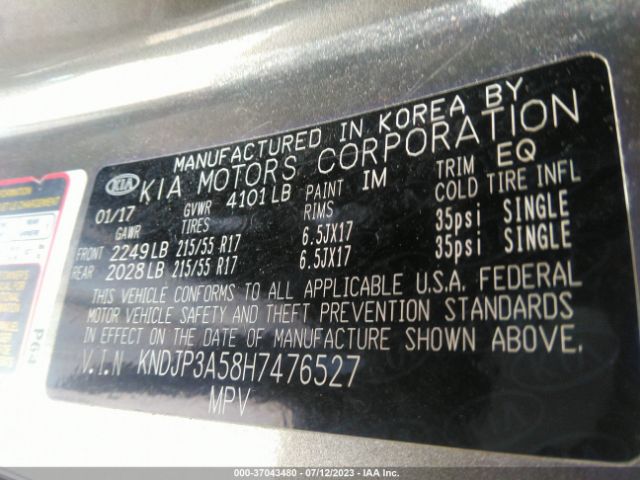 MANUFACTURED IN KOREA BY
KIA KIA MOTORS CORPORATION
01/17 GVWR 4101LB PAINT IM TRIM EQ
GAWR TIRES RIMS COLD TIRE INFL
FRONT 2249LB 215/55 R17 6.5JX17 35psi SINGLE
REAR 2028LB 215/55 R17 6.5JX17 35psi SINGLE
THIS VEHICLE CONFORMS TO ALL APPLICABLE U.S.A. FEDERAL
MOTOR VEHICLE SAFETY AND THEFT PREVENTION STANDARDS
IN EFFECT ON THE DATE OF MANUFACTURE SHOWN ABOVE.
V.I.N KNDJP3A58H7476527
MPV
000-37043480 - 07/12/2023 - IAA Inc.